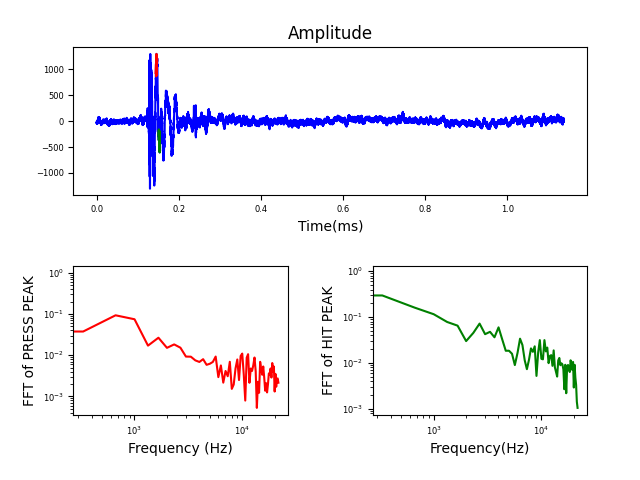 Amplitude
1000
500
0
−500
−1000
0.0 0.2 0.4 0.6 0.8 1.0
Time(ms)
FFT of PRESS PEAK
10⁰
10⁻¹
10⁻²
10⁻³
10³ 10⁴
Frequency (Hz)
FFT of HIT PEAK
10⁰
10⁻¹
10⁻²
10⁻³
10³ 10⁴
Frequency(Hz)